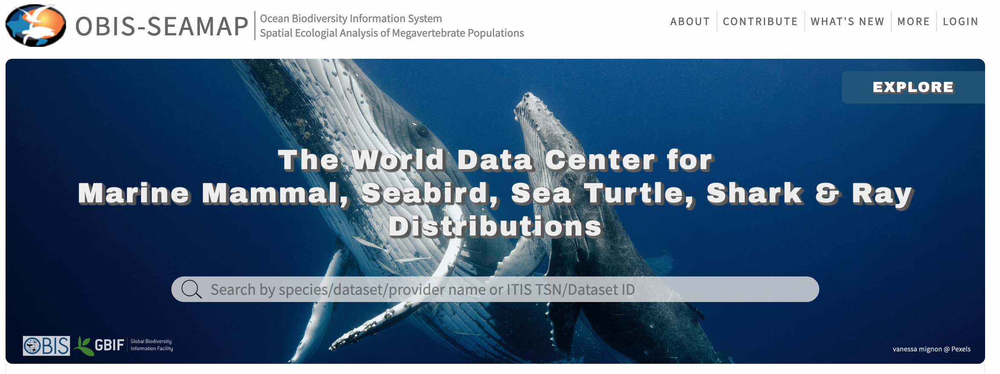 OBIS-SEAMAP
Ocean Biodiversity Information System
Spatial Ecologial Analysis of Megavertebrate Populations
ABOUT
CONTRIBUTE
WHAT'S NEW
MORE
LOGIN
EXPLORE
The World Data Center for
Marine Mammal, Seabird, Sea Turtle, Shark & Ray
Distributions
Search by species/dataset/provider name or ITIS TSN/Dataset ID
OBIS
GBIF
Global Biodiversity
Information Facility
vanessa mignon @ Pexels